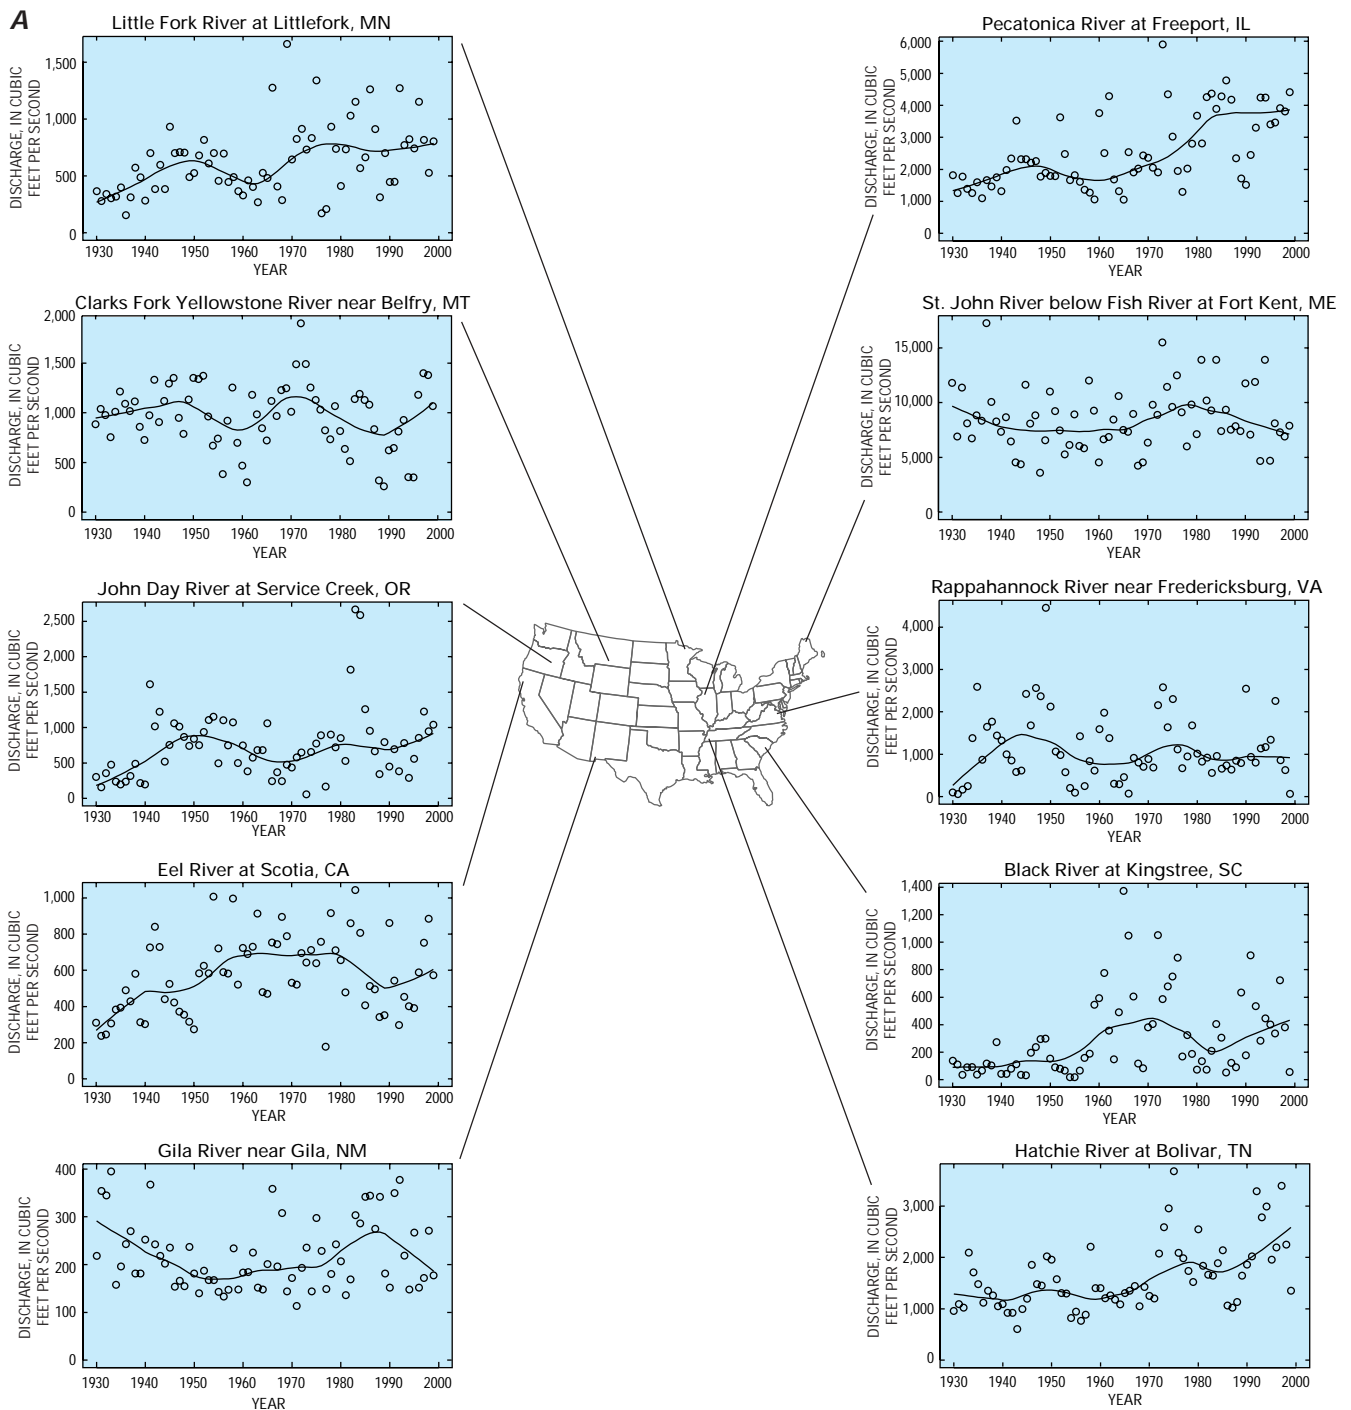 A
Little Fork River at Littlefork, MN
DISCHARGE, IN CUBIC
FEET PER SECOND
1,500
1,000
500
0
1930 1940 1950 1960 1970 1980 1990 2000
YEAR
Clarks Fork Yellowstone River near Belfry, MT
DISCHARGE, IN CUBIC
FEET PER SECOND
2,000
1,500
1,000
500
0
1930 1940 1950 1960 1970 1980 1990 2000
YEAR
John Day River at Service Creek, OR
DISCHARGE, IN CUBIC
FEET PER SECOND
2,500
2,000
1,500
1,000
500
0
1930 1940 1950 1960 1970 1980 1990 2000
YEAR
Eel River at Scotia, CA
DISCHARGE, IN CUBIC
FEET PER SECOND
1,000
800
600
400
200
0
1930 1940 1950 1960 1970 1980 1990 2000
YEAR
Gila River near Gila, NM
DISCHARGE, IN CUBIC
FEET PER SECOND
400
300
200
100
0
1930 1940 1950 1960 1970 1980 1990 2000
YEAR
Pecatonica River at Freeport, IL
DISCHARGE, IN CUBIC
FEET PER SECOND
6,000
5,000
4,000
3,000
2,000
1,000
0
1930 1940 1950 1960 1970 1980 1990 2000
YEAR
St. John River below Fish River at Fort Kent, ME
DISCHARGE, IN CUBIC
FEET PER SECOND
15,000
10,000
5,000
0
1930 1940 1950 1960 1970 1980 1990 2000
YEAR
Rappahannock River near Fredericksburg, VA
DISCHARGE, IN CUBIC
FEET PER SECOND
4,000
3,000
2,000
1,000
0
1930 1940 1950 1960 1970 1980 1990 2000
YEAR
Black River at Kingstree, SC
DISCHARGE, IN CUBIC
FEET PER SECOND
1,400
1,200
1,000
800
600
400
200
0
1930 1940 1950 1960 1970 1980 1990 2000
YEAR
Hatchie River at Bolivar, TN
DISCHARGE, IN CUBIC
FEET PER SECOND
3,000
2,000
1,000
0
1930 1940 1950 1960 1970 1980 1990 2000
YEAR